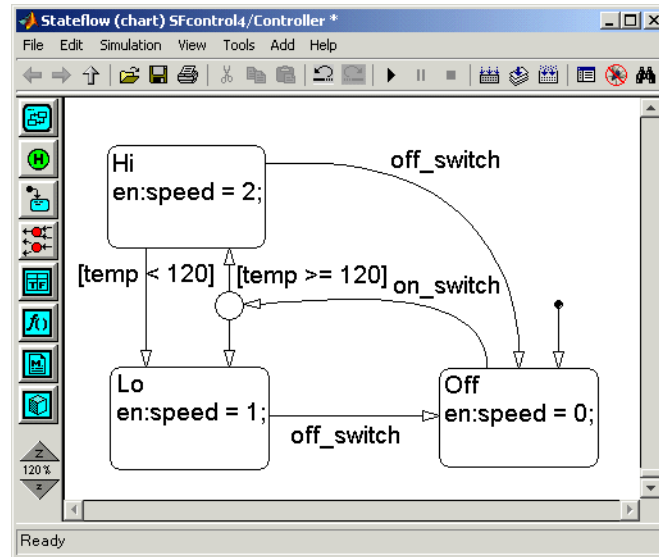 Stateflow (chart) SFcontrol4/Controller *
File Edit Simulation View Tools Add Help
Hi
en:speed = 2;
off_switch
[temp < 120]
[temp >= 120]
on_switch
Lo
en:speed = 1;
off_switch
Off
en:speed = 0;
H
TF
f()
M
Z
120%
z
Ready